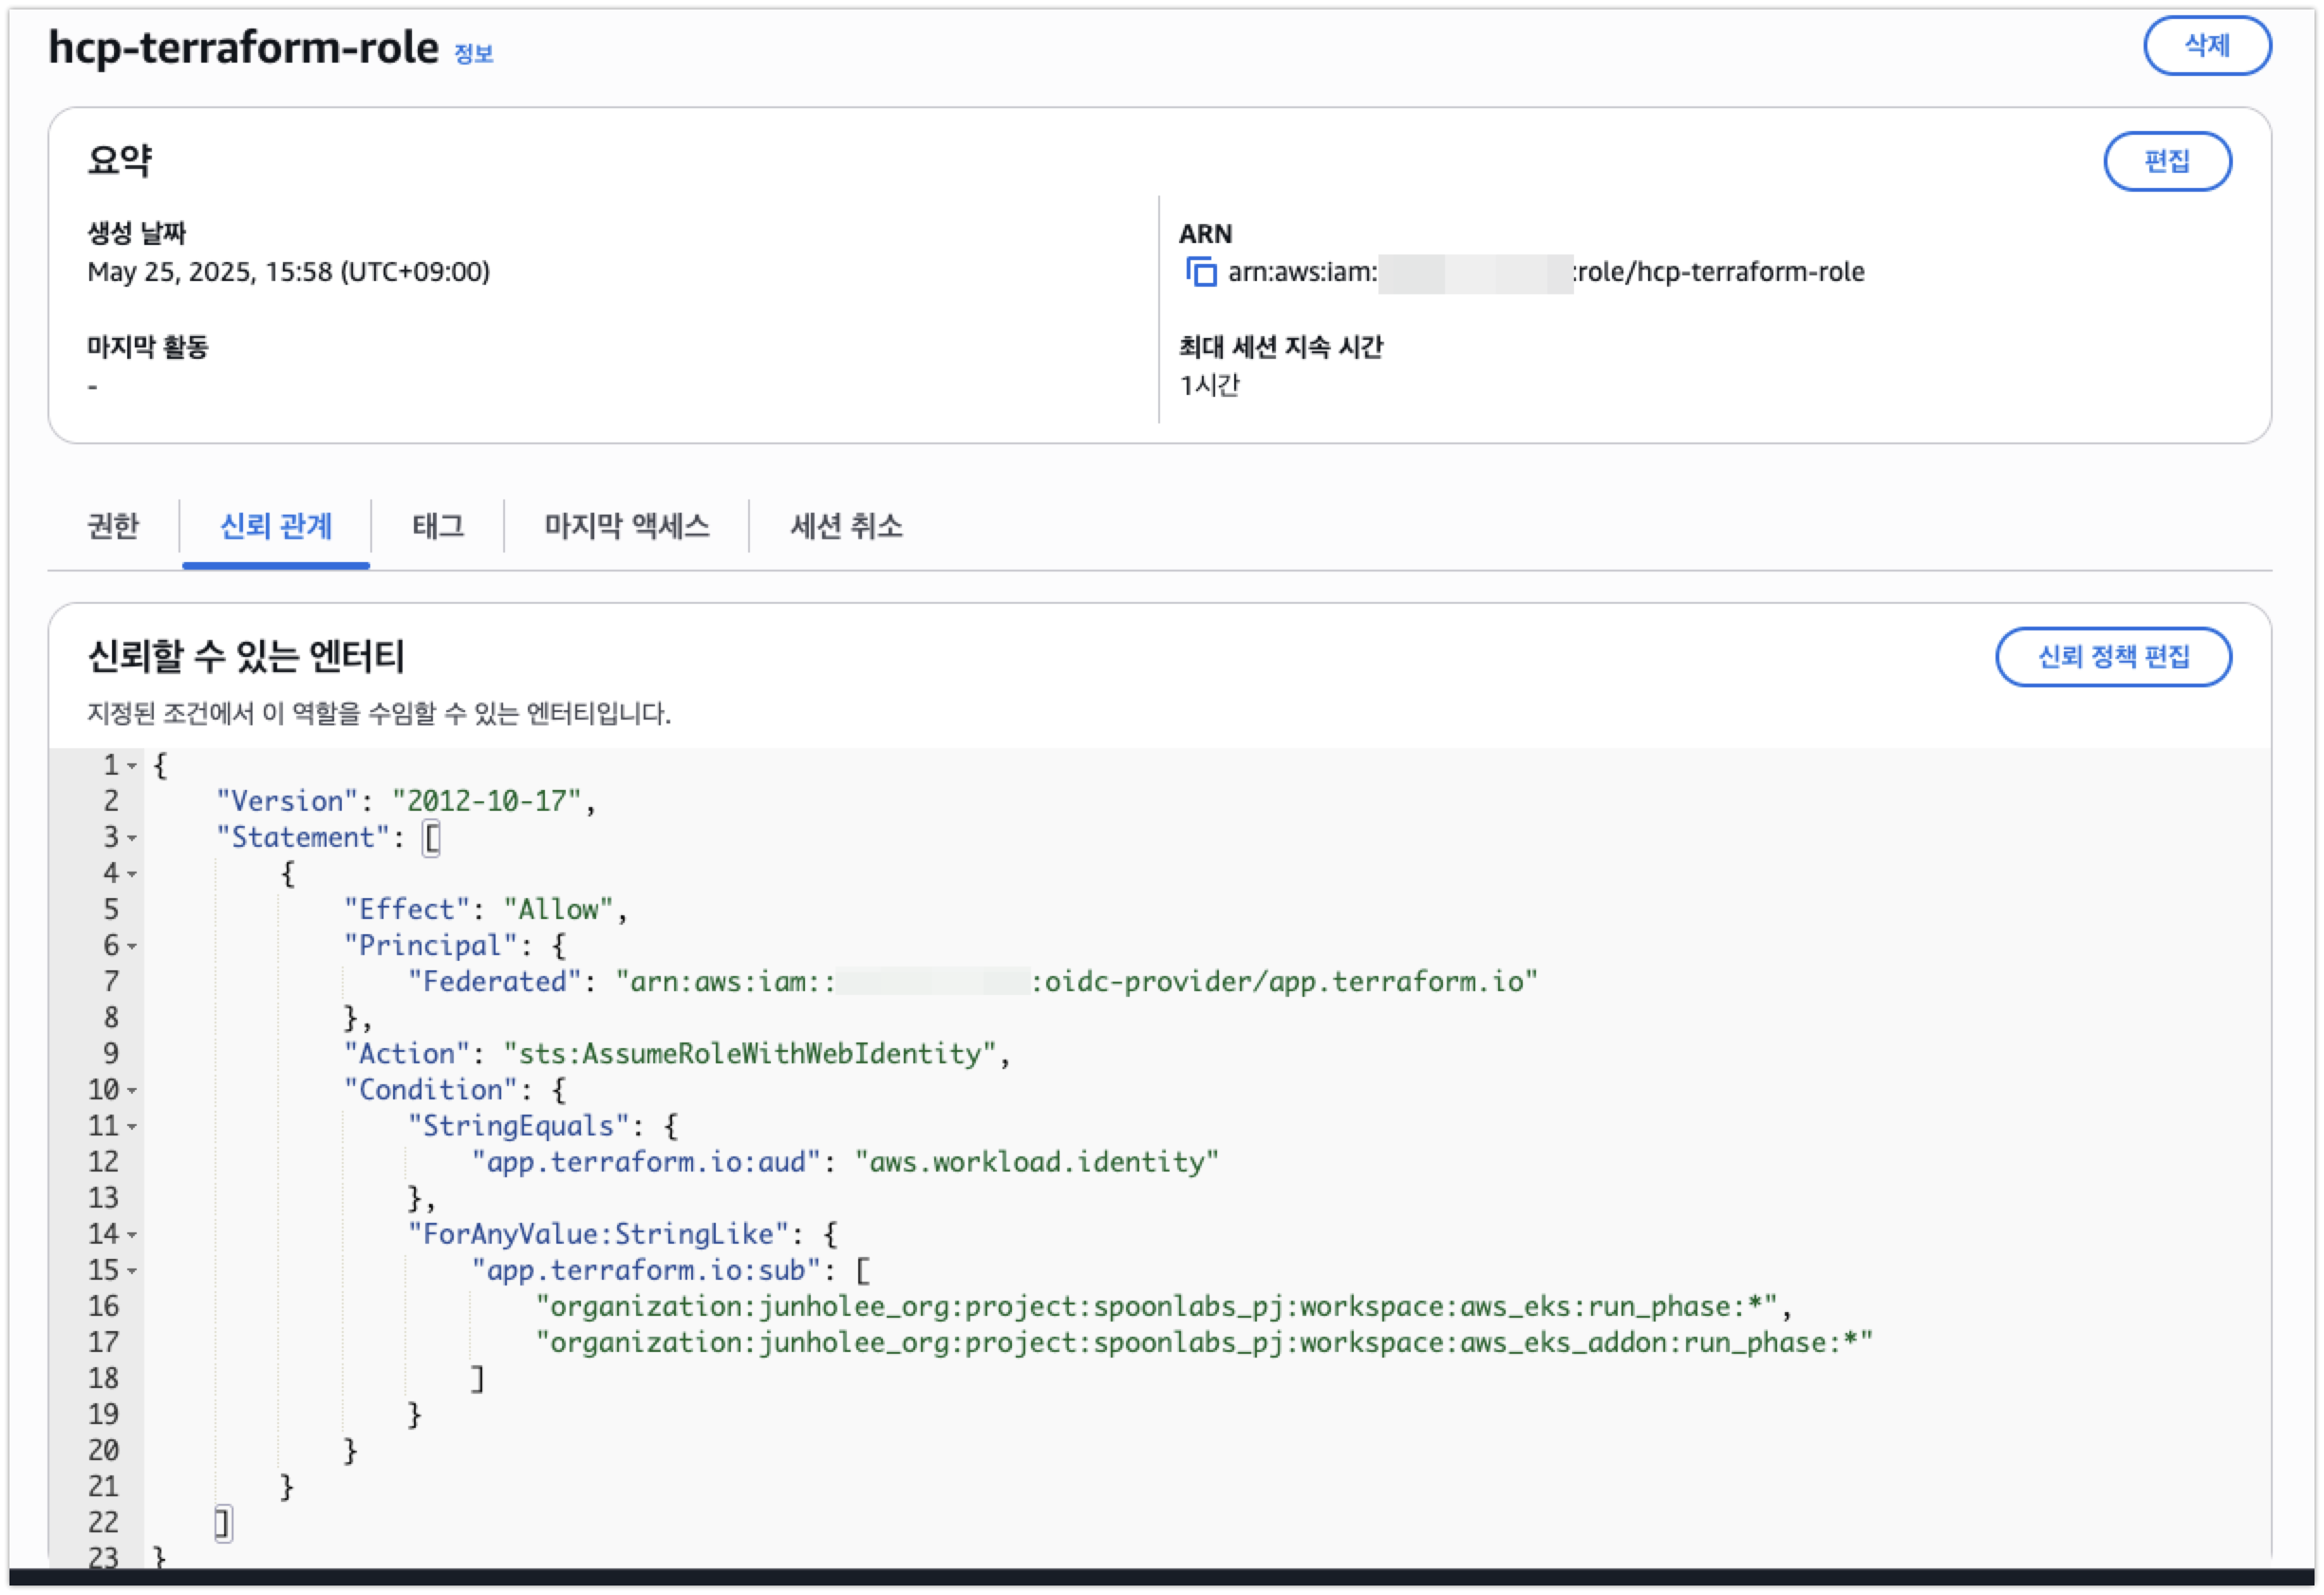 hcp-terraform-role 정보
삭제
요약
편집
생성 날짜
May 25, 2025, 15:58 (UTC+09:00)
ARN
arn:aws:iam: :role/hcp-terraform-role
마지막 활동
-
최대 세션 지속 시간
1시간
권한
신뢰 관계
태그
마지막 액세스
세션 취소
신뢰할 수 있는 엔터티
신뢰 정책 편집
지정된 조건에서 이 역할을 수임할 수 있는 엔터티입니다.
1 {
2 "Version": "2012-10-17",
3 "Statement": [
4 {
5 "Effect": "Allow",
6 "Principal": {
7 "Federated": "arn:aws:iam:: :oidc-provider/app.terraform.io"
8 },
9 "Action": "sts:AssumeRoleWithWebIdentity",
10 "Condition": {
11 "StringEquals": {
12 "app.terraform.io:aud": "aws.workload.identity"
13 },
14 "ForAnyValue:StringLike": {
15 "app.terraform.io:sub": [
16 "organization:junholee_org:project:spoonlabs_pj:workspace:aws_eks:run_phase:*",
17 "organization:junholee_org:project:spoonlabs_pj:workspace:aws_eks_addon:run_phase:*"
18 ]
19 }
20 }
21 }
22 ]
23 }